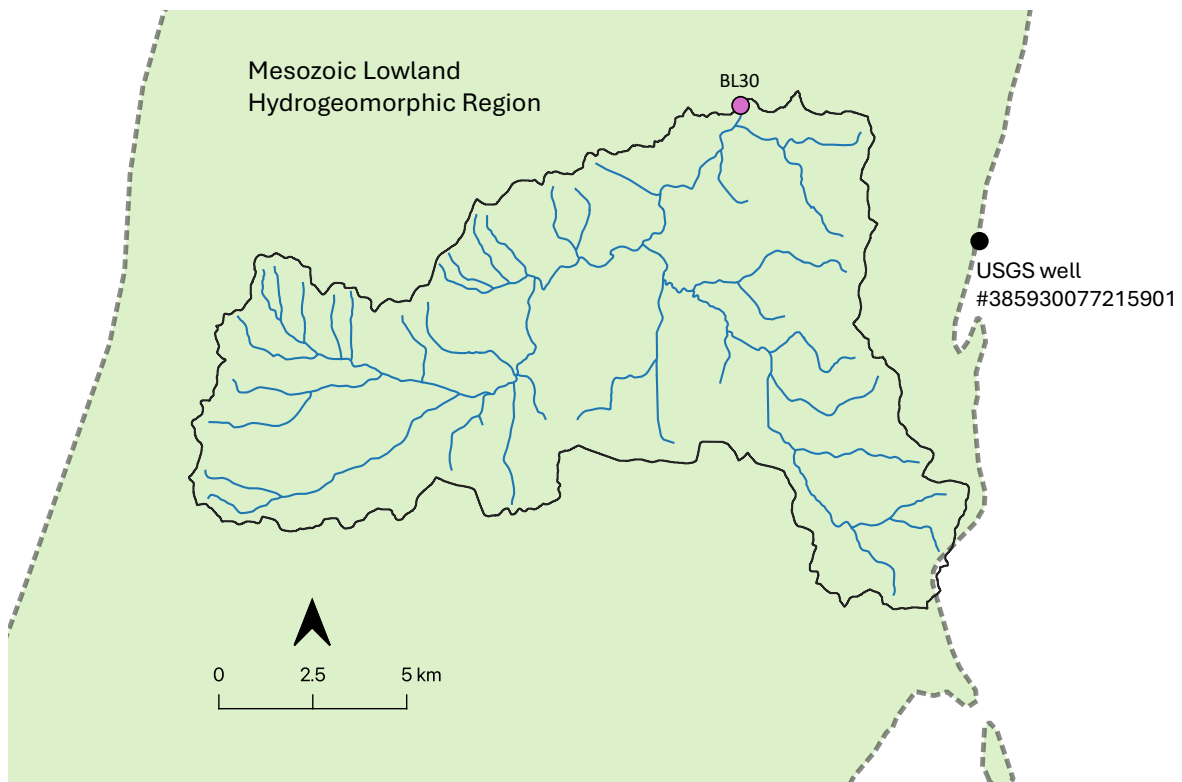 Mesozoic Lowland
Hydrogeomorphic Region
BL30
USGS well
#385930077215901
0 2.5 5 km